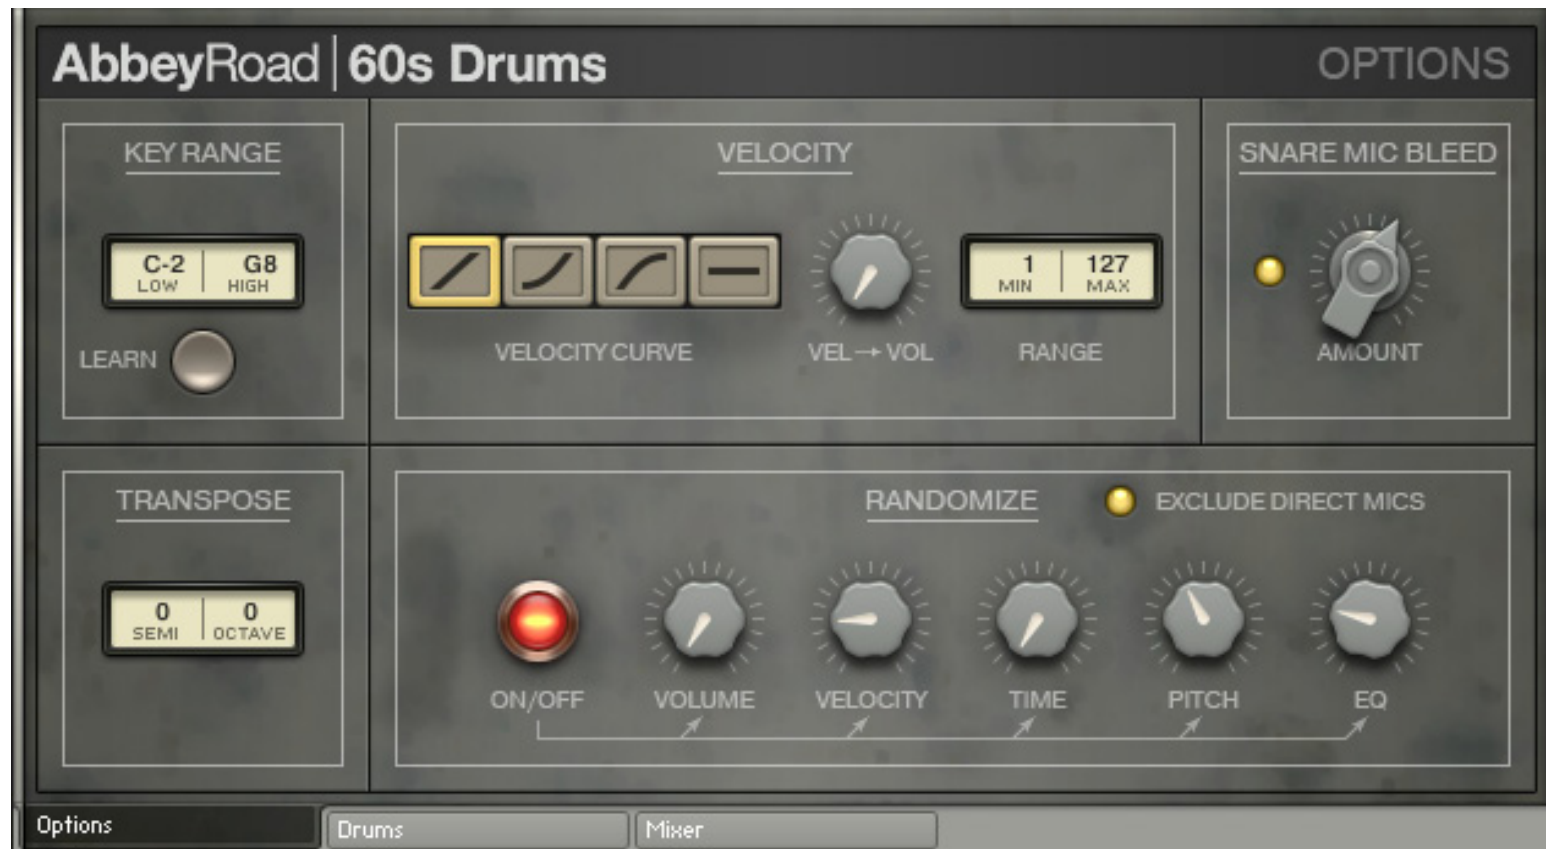 AbbeyRoad | 60s Drums
OPTIONS
KEY RANGE
C-2 G8
LOW HIGH
LEARN
VELOCITY
VELOCITY CURVE
VEL→VOL
1 127
MIN MAX
RANGE
SNARE MIC BLEED
AMOUNT
TRANSPOSE
0 0
SEMI OCTAVE
RANDOMIZE
EXCLUDE DIRECT MICS
ON/OFF
VOLUME
VELOCITY
TIME
PITCH
EQ
Options
Drums
Mixer